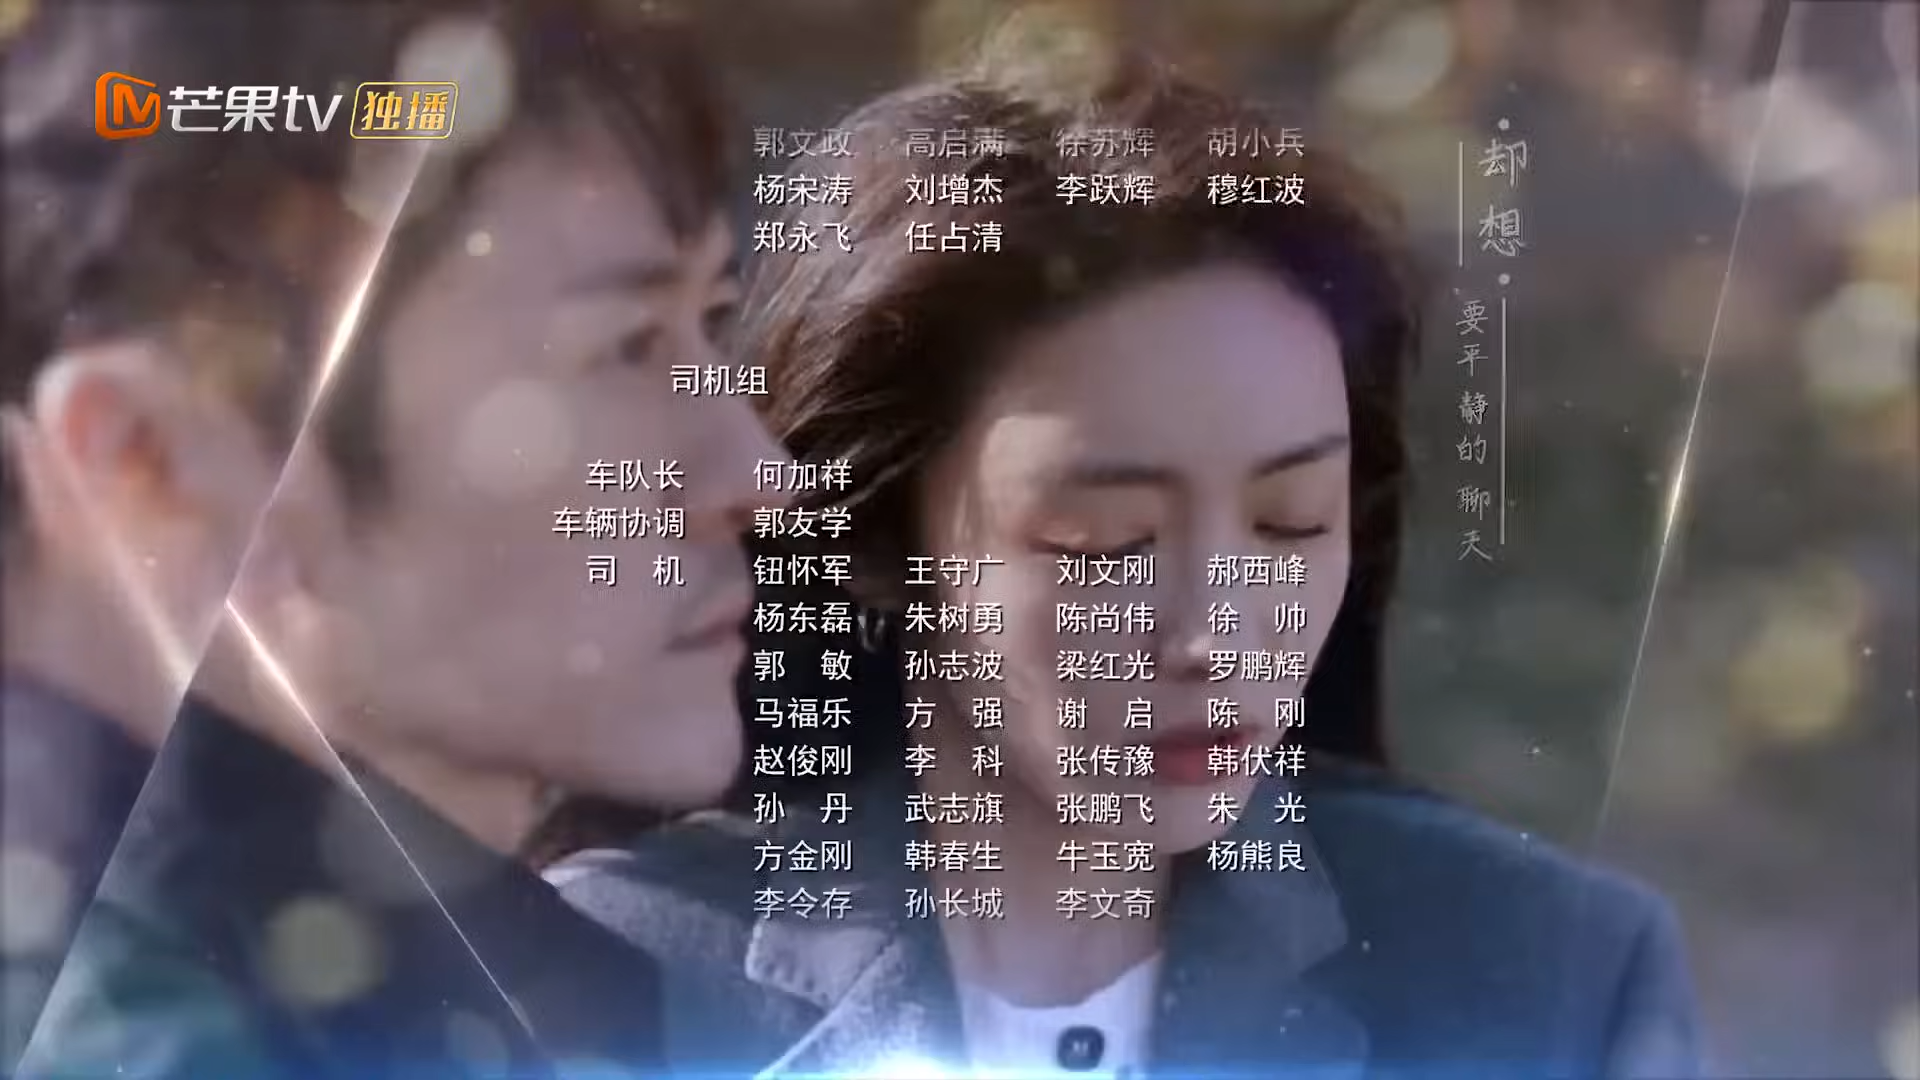 芒果tv 独播
郭文政 高启满 徐苏辉 胡小兵
杨宋涛 刘增杰 李跃辉 穆红波
郑永飞 任占清
司机组
车队长 何加祥
车辆协调 郭友学
司 机 钮怀军 王守广 刘文刚 郝西峰
杨东磊 朱树勇 陈尚伟 徐 帅
郭 敏 孙志波 梁红光 罗鹏辉
马福乐 方 强 谢 启 陈 刚
赵俊刚 李 科 张传豫 韩伏祥
孙 丹 武志旗 张鹏飞 朱 光
方金刚 韩春生 牛玉宽 杨熊良
李令存 孙长城 李文奇
却想
要平静的聊天